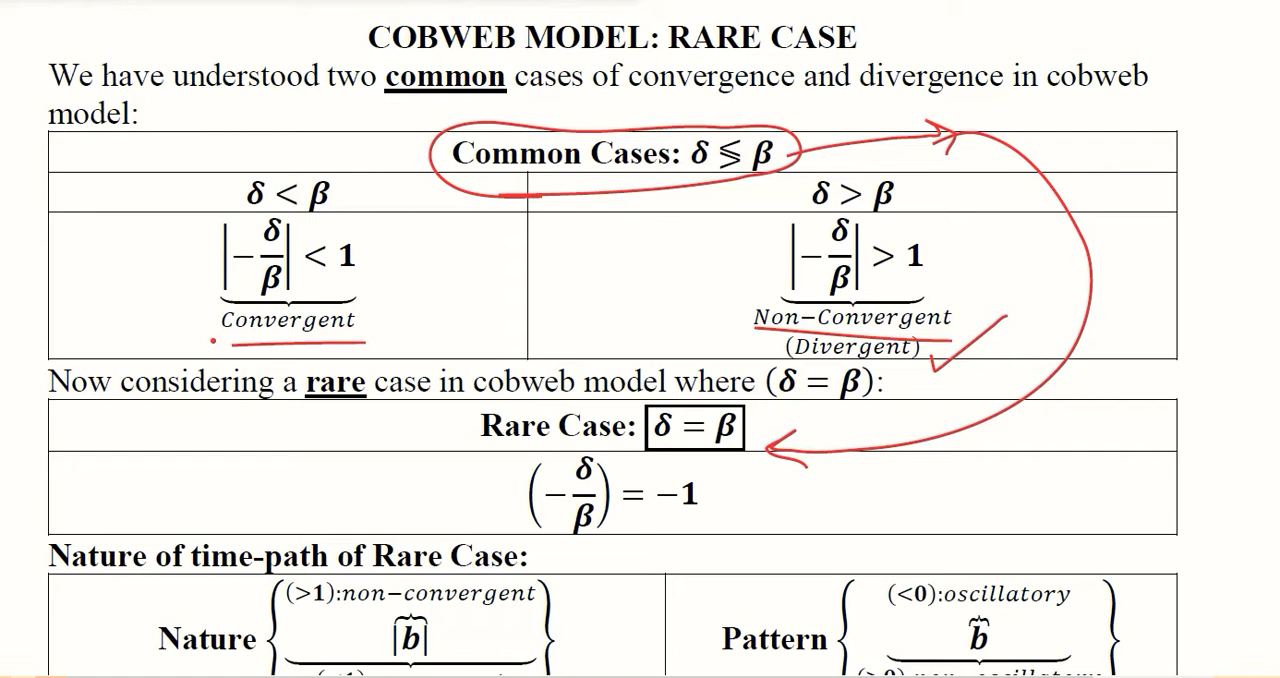 COBWEB MODEL: RARE CASE
We have understood two common cases of convergence and divergence in cobweb
model:
Common Cases: δ ≶ β
δ < β
δ > β
|−δ/β| < 1
Convergent
|−δ/β| > 1
Non−Convergent
(Divergent)
Now considering a rare case in cobweb model where (δ = β):
Rare Case: δ = β
(−δ/β) = −1
Nature of time-path of Rare Case:
(>1):non−convergent
Nature { |b| }
(<0):oscillatory
Pattern { b }